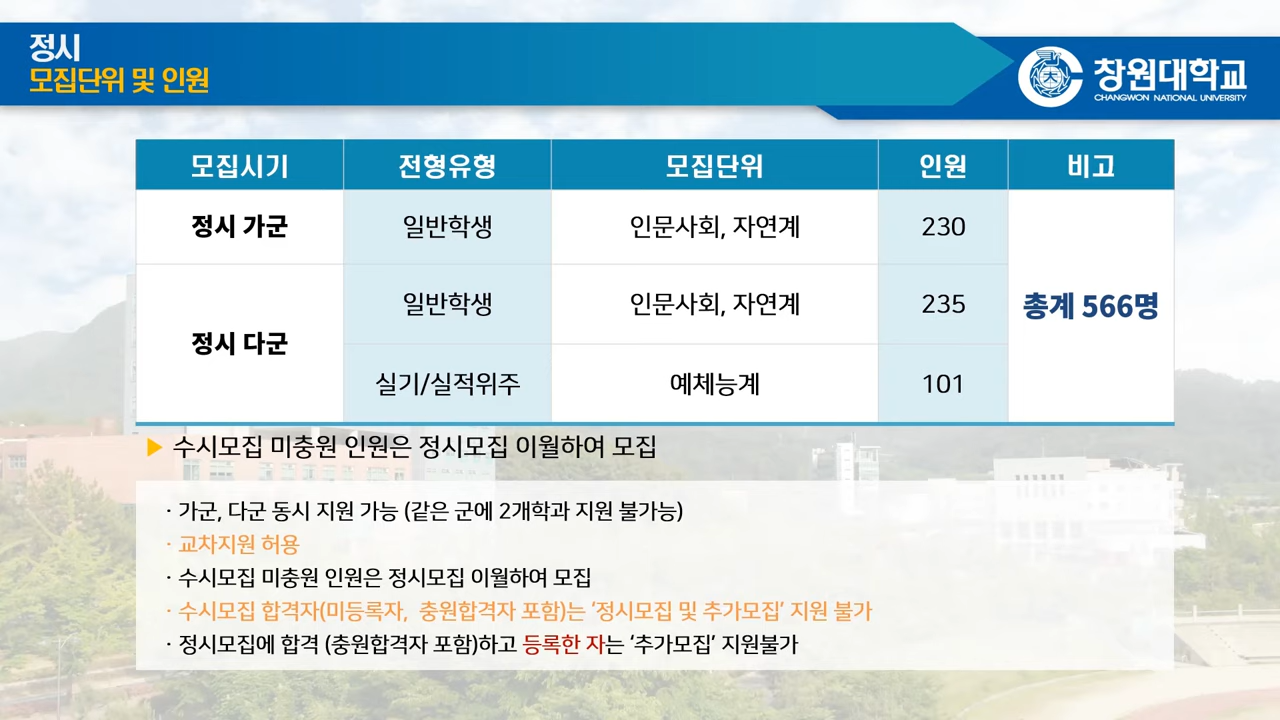 정시
모집단위 및 인원
창원대학교
CHANGWON NATIONAL UNIVERSITY
모집시기 전형유형 모집단위 인원 비고
정시 가군 일반학생 인문사회, 자연계 230
정시 다군 일반학생 인문사회, 자연계 235
총계 566명
실기/실적위주 예체능계 101
▶ 수시모집 미충원 인원은 정시모집 이월하여 모집
· 가군, 다군 동시 지원 가능 (같은 군에 2개학과 지원 불가능)
· 교차지원 허용
· 수시모집 미충원 인원은 정시모집 이월하여 모집
· 수시모집 합격자(미등록자, 충원합격자 포함)는 ‘정시모집 및 추가모집’ 지원 불가
· 정시모집에 합격 (충원합격자 포함)하고 등록한 자는 ‘추가모집’ 지원불가